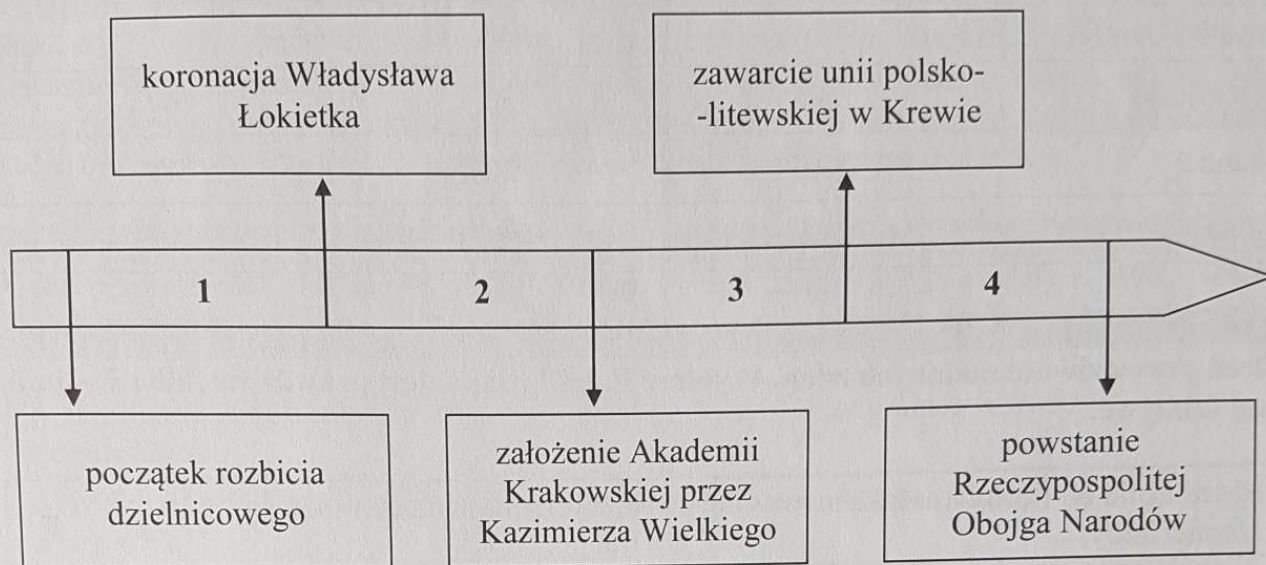 koronacja Władysława
Łokietka
zawarcie unii polsko-
-litewskiej w Krewie
1
2
3
4
początek rozbicia
dzielnicowego
założenie Akademii
Krakowskiej przez
Kazimierza Wielkiego
powstanie
Rzeczypospolitej
Obojga Narodów